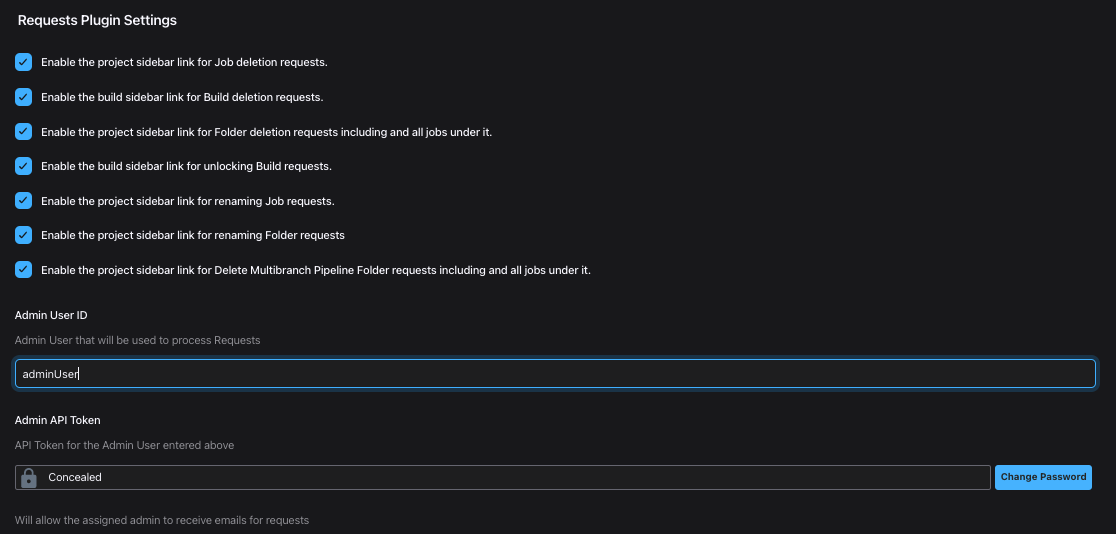 Requests Plugin Settings
Enable the project sidebar link for Job deletion requests.
Enable the build sidebar link for Build deletion requests.
Enable the project sidebar link for Folder deletion requests including and all jobs under it.
Enable the build sidebar link for unlocking Build requests.
Enable the project sidebar link for renaming Job requests.
Enable the project sidebar link for renaming Folder requests
Enable the project sidebar link for Delete Multibranch Pipeline Folder requests including and all jobs under it.
Admin User ID
Admin User that will be used to process Requests
adminUser
Admin API Token
API Token for the Admin User entered above
Concealed
Change Password
Will allow the assigned admin to receive emails for requests